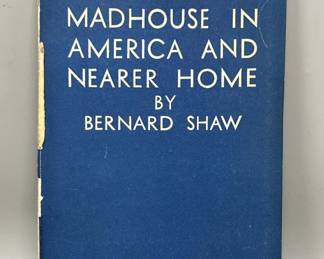 MADHOUSE IN
AMERICA AND
NEARER HOME
BY
BERNARD SHAW